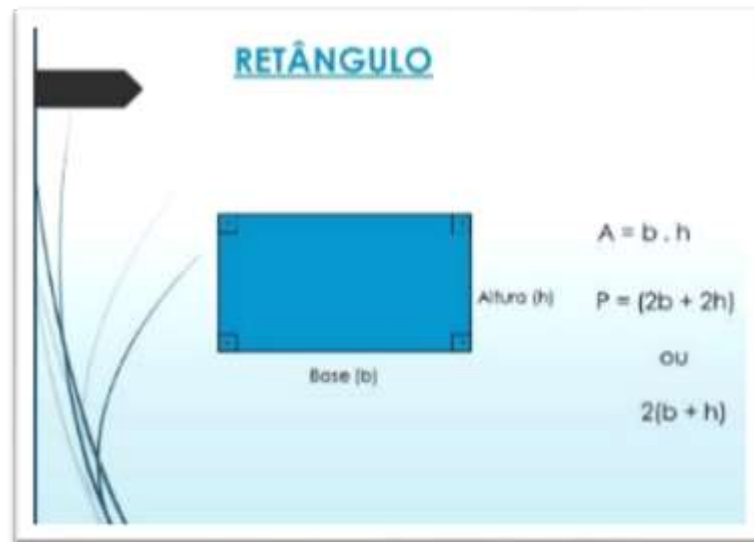 RETÂNGULO
A = b . h
Altura (h)
P = (2b + 2h)
ou
Base (b)
2(b + h)